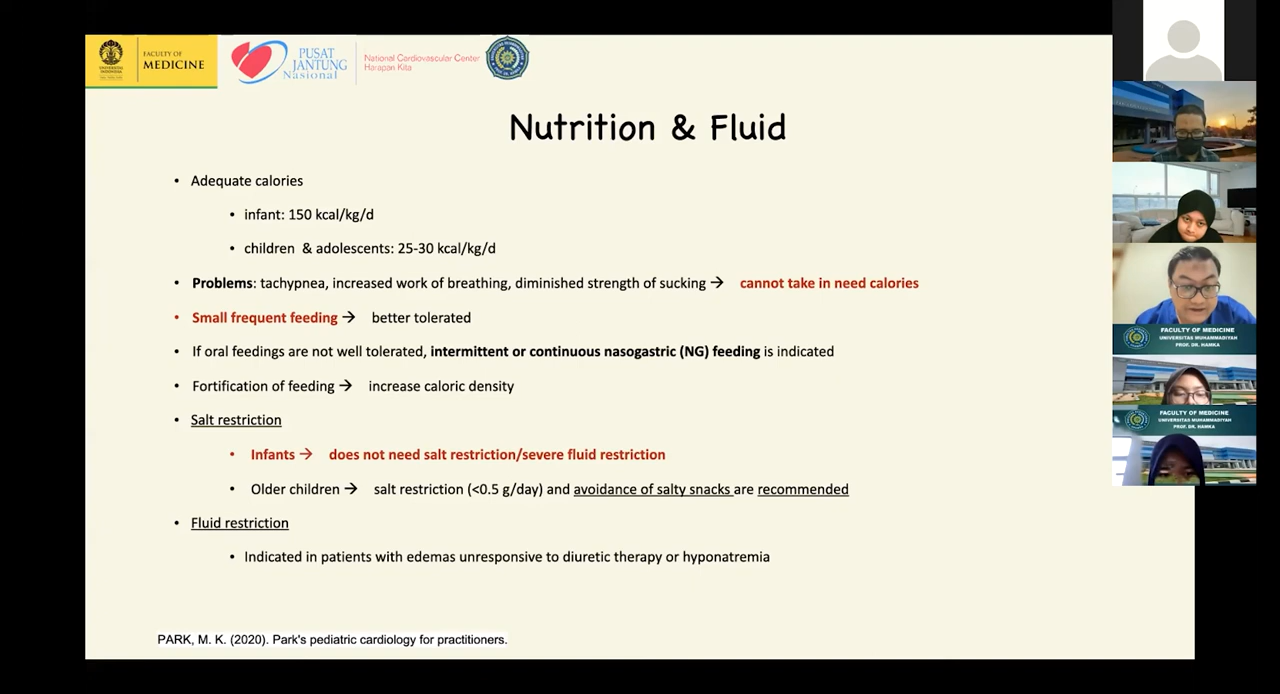 FACULTY OF
MEDICINE
UNIVERSITAS
INDONESIA
PUSAT
JANTUNG
Nasional
National Cardiovascular Center
Harapan Kita
Nutrition & Fluid
• Adequate calories
• infant: 150 kcal/kg/d
• children & adolescents: 25-30 kcal/kg/d
• Problems: tachypnea, increased work of breathing, diminished strength of sucking → cannot take in need calories
• Small frequent feeding → better tolerated
• If oral feedings are not well tolerated, intermittent or continuous nasogastric (NG) feeding is indicated
• Fortification of feeding → increase caloric density
• Salt restriction
• Infants → does not need salt restriction/severe fluid restriction
• Older children → salt restriction (<0.5 g/day) and avoidance of salty snacks are recommended
• Fluid restriction
• Indicated in patients with edemas unresponsive to diuretic therapy or hyponatremia
PARK, M. K. (2020). Park's pediatric cardiology for practitioners.
FACULTY OF MEDICINE
UNIVERSITAS MUHAMMADIYAH
PROF. DR. HAMKA
FACULTY OF MEDICINE
UNIVERSITAS MUHAMMADIYAH
PROF. DR. HAMKA